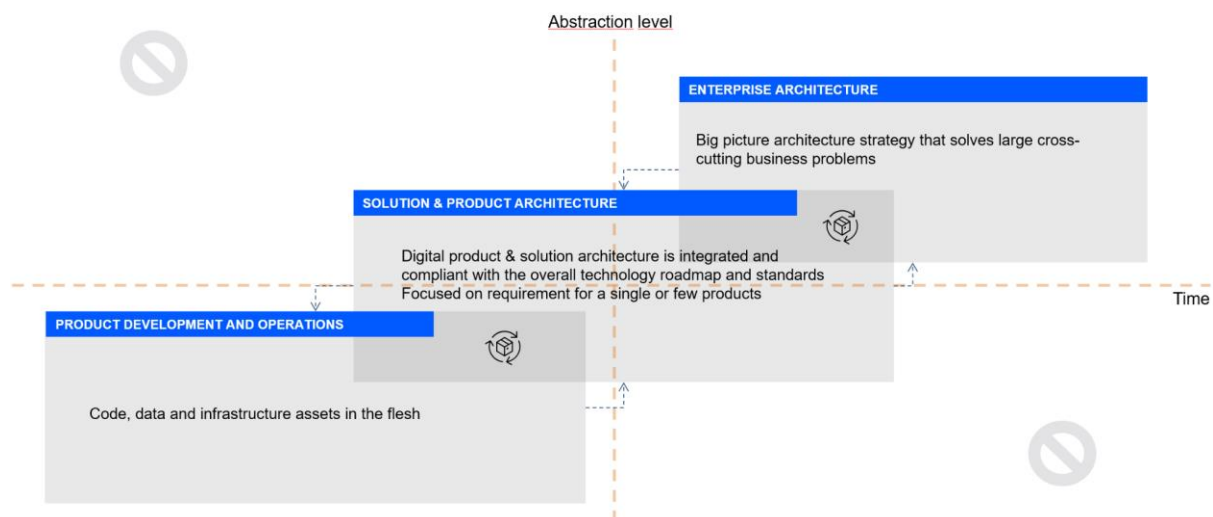 Abstraction level
ENTERPRISE ARCHITECTURE
Big picture architecture strategy that solves large cross-
cutting business problems
SOLUTION & PRODUCT ARCHITECTURE
Digital product & solution architecture is integrated and
compliant with the overall technology roadmap and standards
Focused on requirement for a single or few products
Time
PRODUCT DEVELOPMENT AND OPERATIONS
Code, data and infrastructure assets in the flesh